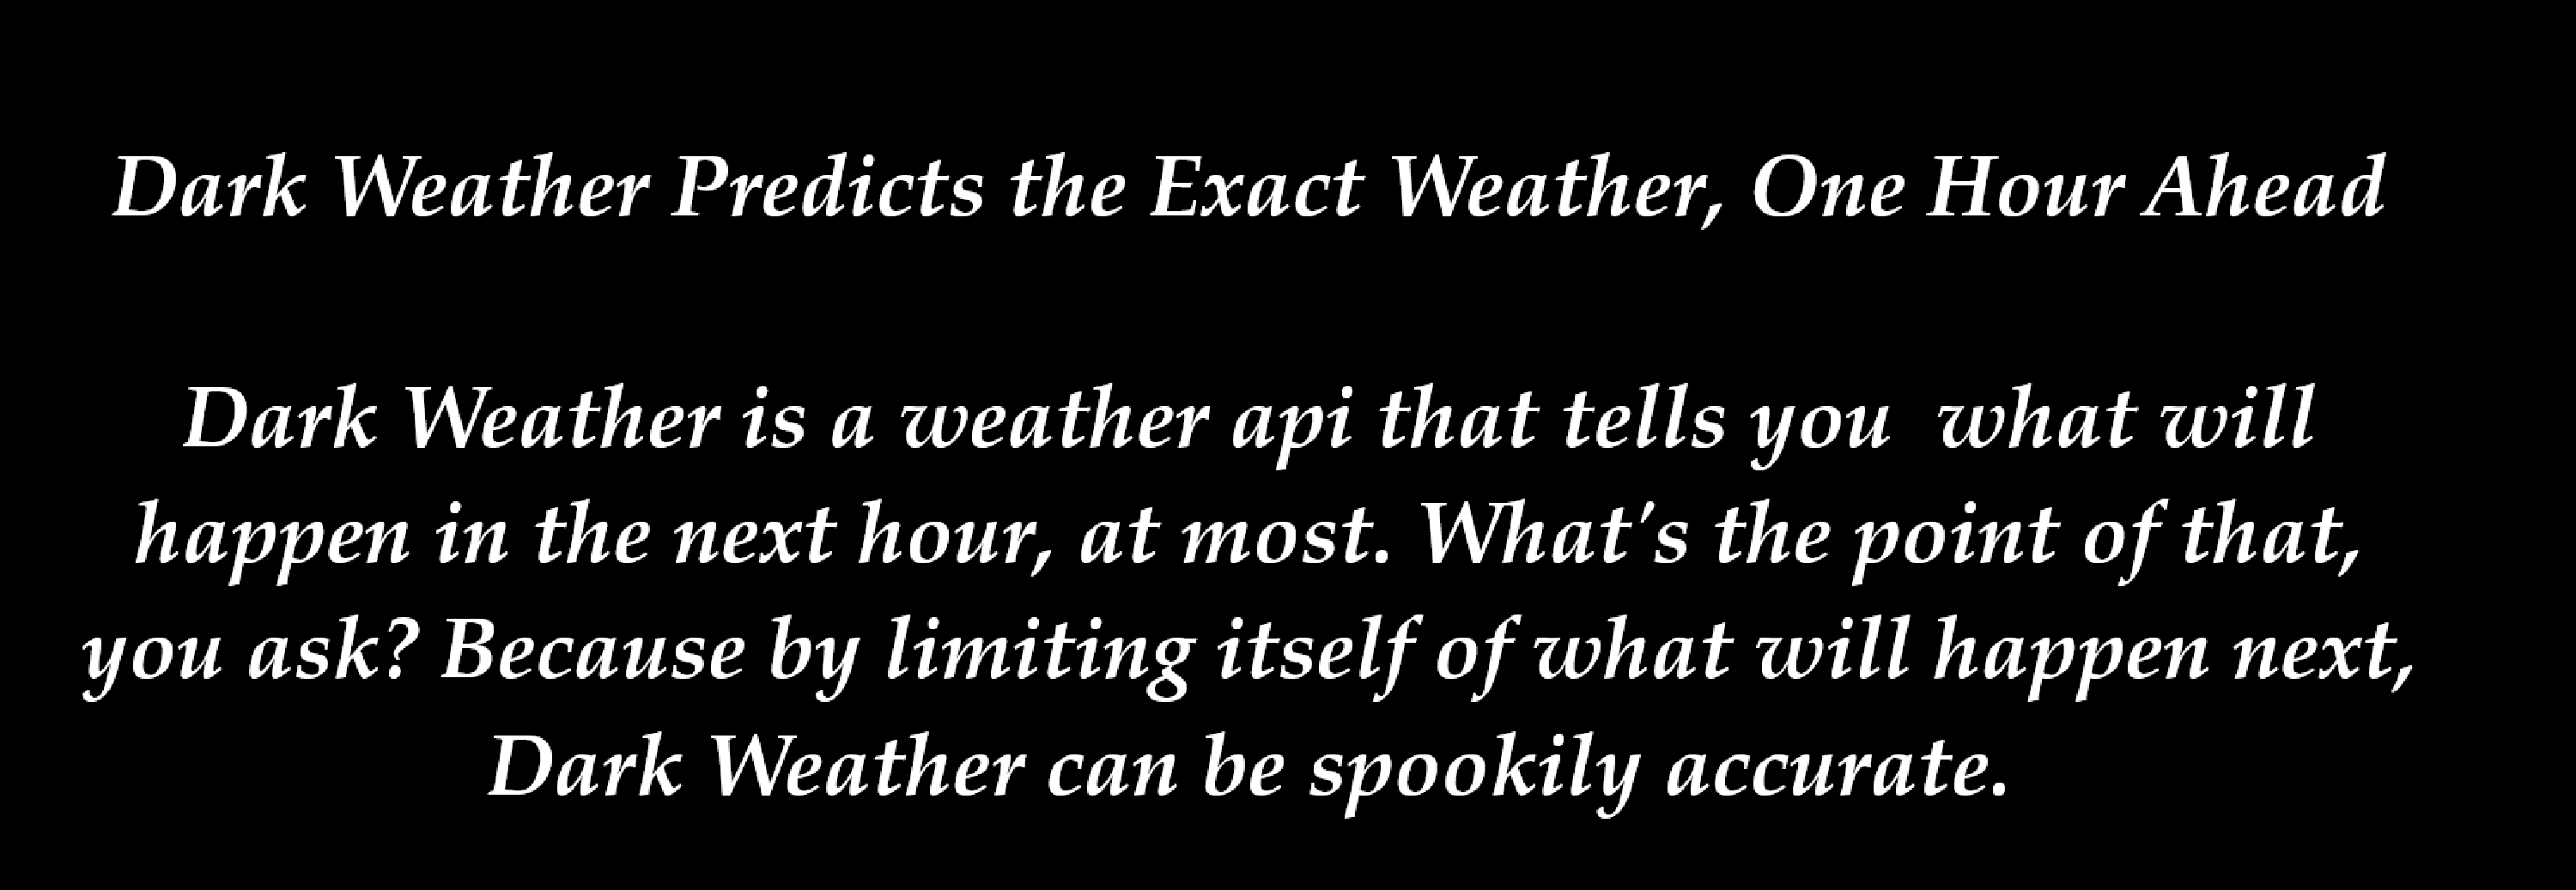 Dark Weather Predicts the Exact Weather, One Hour Ahead
Dark Weather is a weather api that tells you  what will
happen in the next hour, at most. What's the point of that,
you ask? Because by limiting itself of what will happen next,
Dark Weather can be spookily accurate.